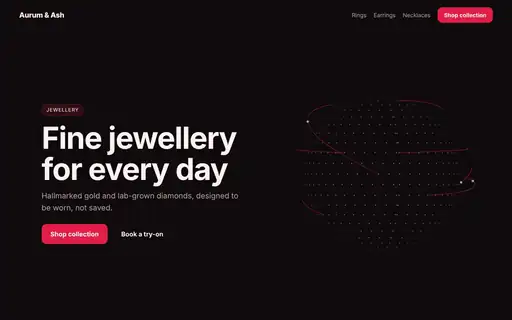 Aurum & Ash
Rings Earrings Necklaces Shop collection
JEWELLERY
Fine jewellery
for every day
Hallmarked gold and lab-grown diamonds, designed to
be worn, not saved.
Shop collection Book a try-on